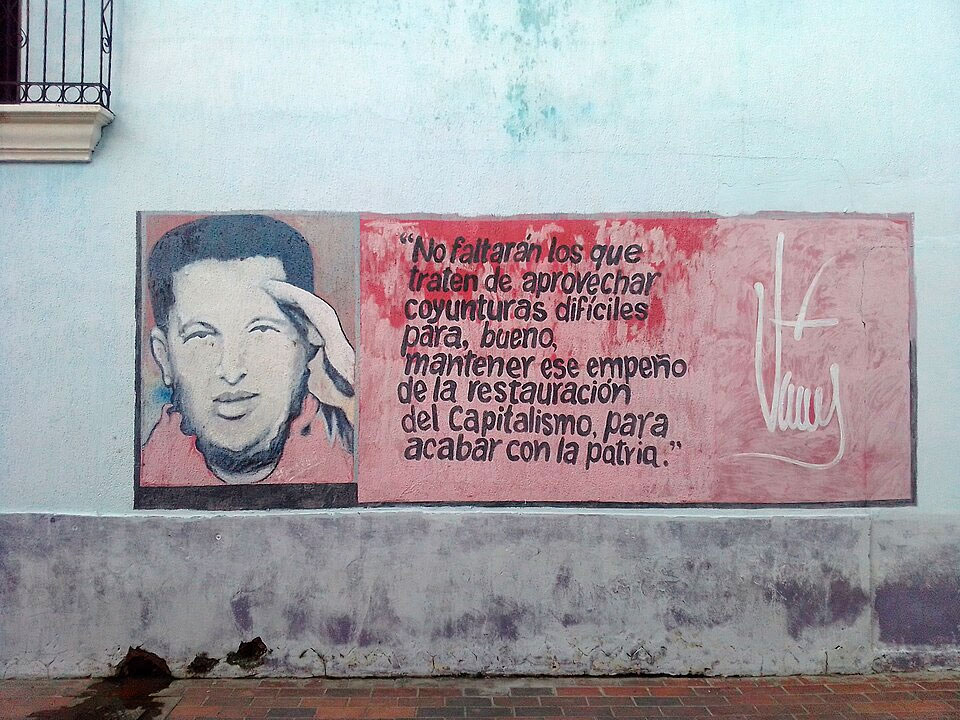 “No faltarán los que
traten de aprovechar
coyunturas difíciles
para, bueno,
mantener ese empeño
de la restauración
del Capitalismo, para
acabar con la patria.”